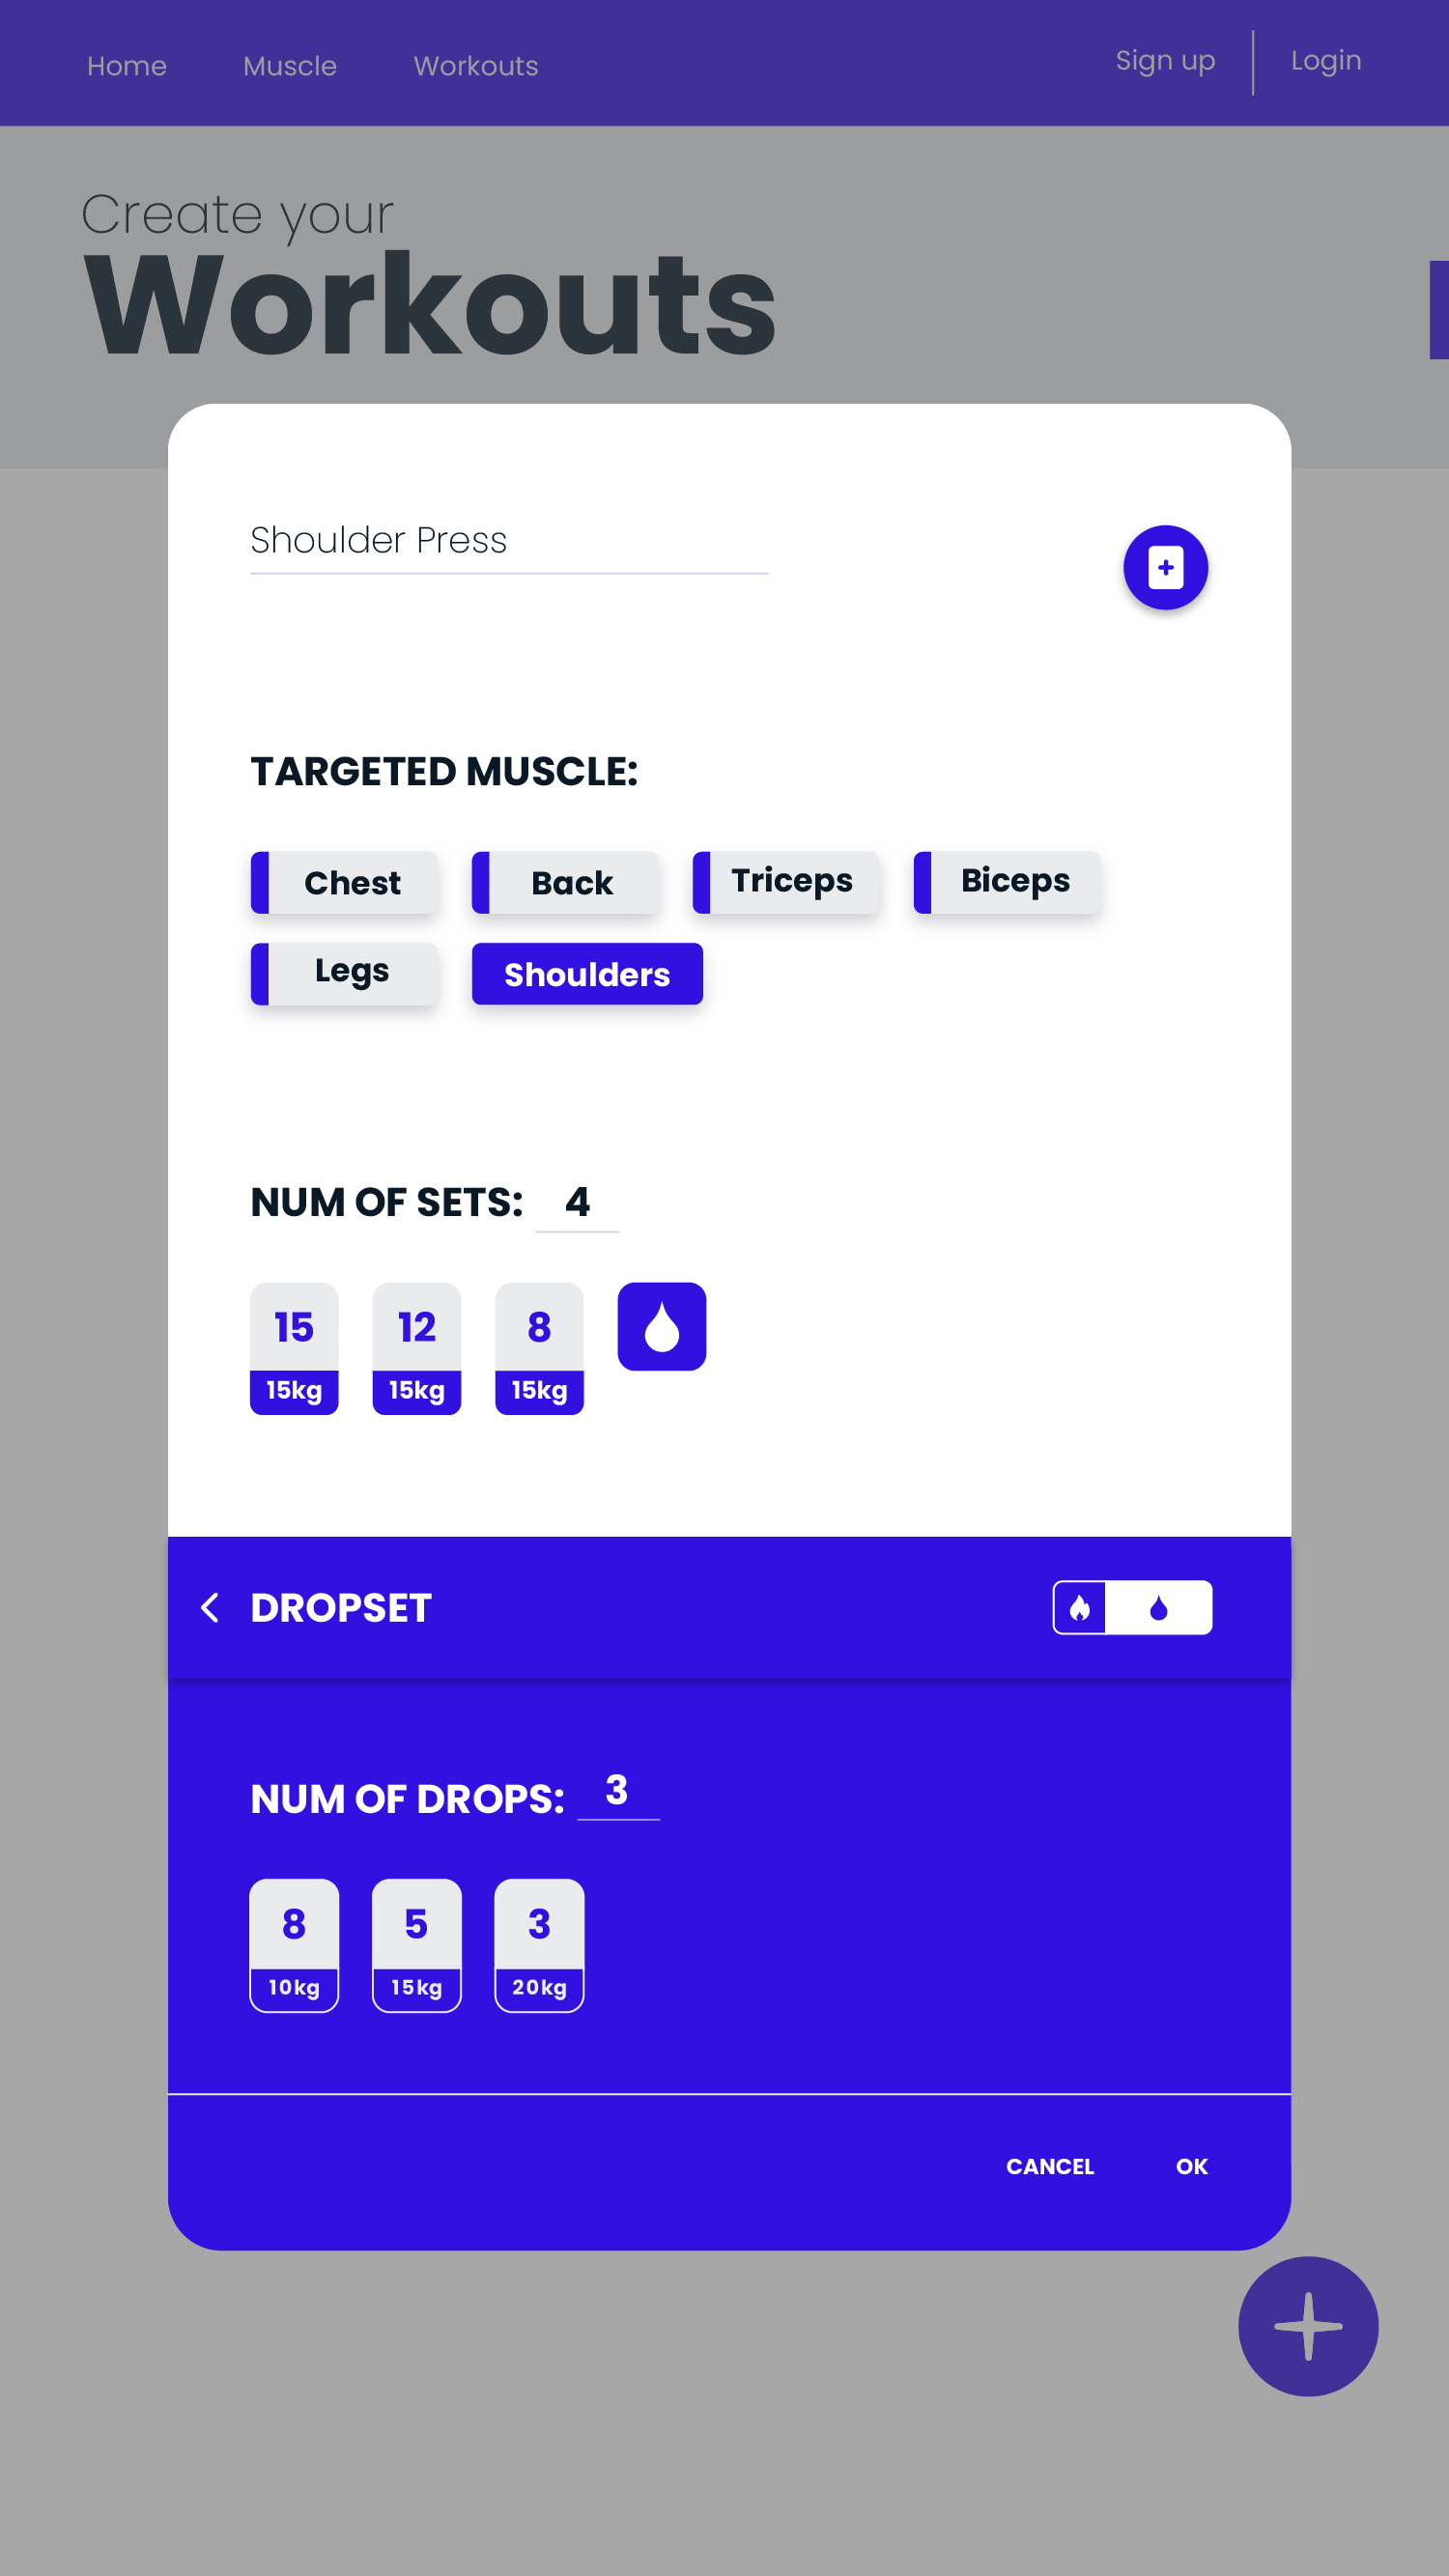 Home Muscle Workouts Sign up Login
Create your
Workouts
Shoulder Press
TARGETED MUSCLE:
Chest Back Triceps Biceps
Legs Shoulders
NUM OF SETS: 4
15 12 8
15kg 15kg 15kg
DROPSET
NUM OF DROPS: 3
8 5 3
10kg 15kg 20kg
CANCEL OK